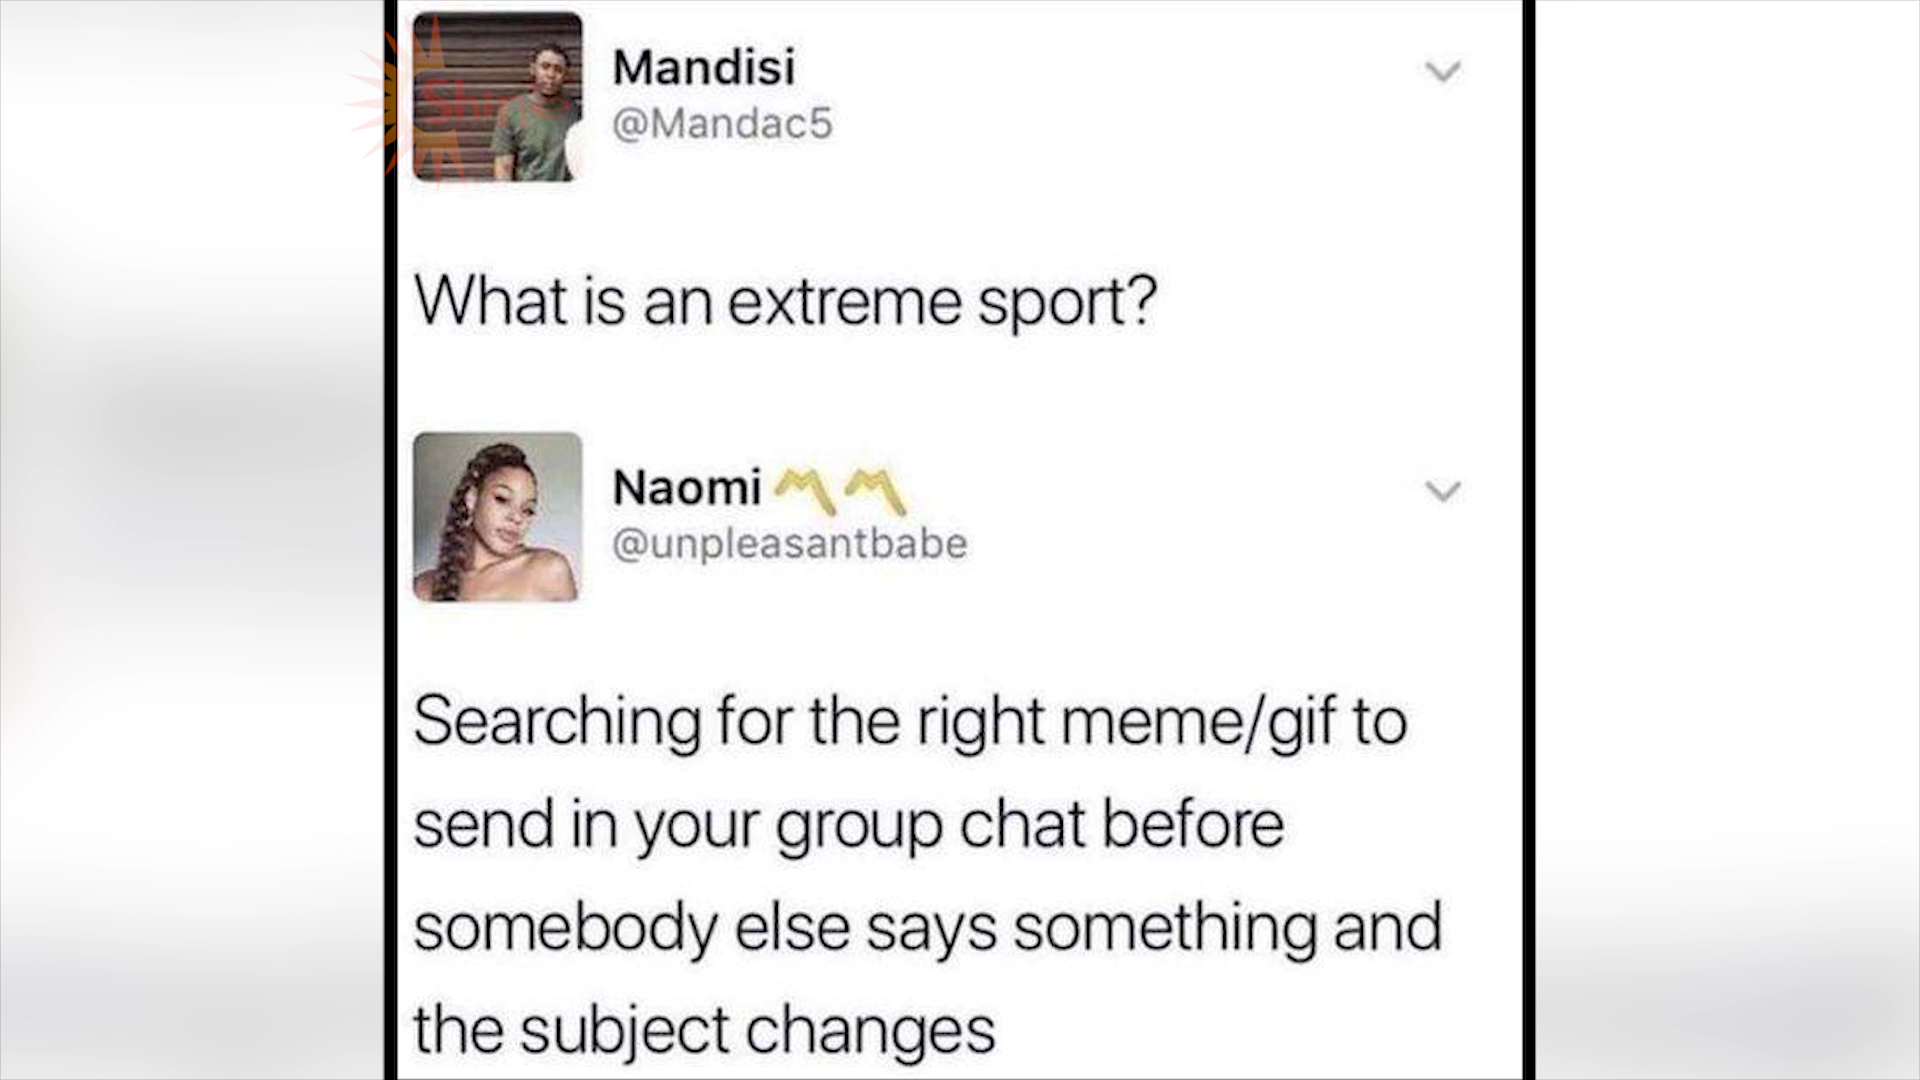 Mandisi
@Mandac5
What is an extreme sport?
Naomi 〽️〽️
@unpleasantbabe
Searching for the right meme/gif to
send in your group chat before
somebody else says something and
the subject changes